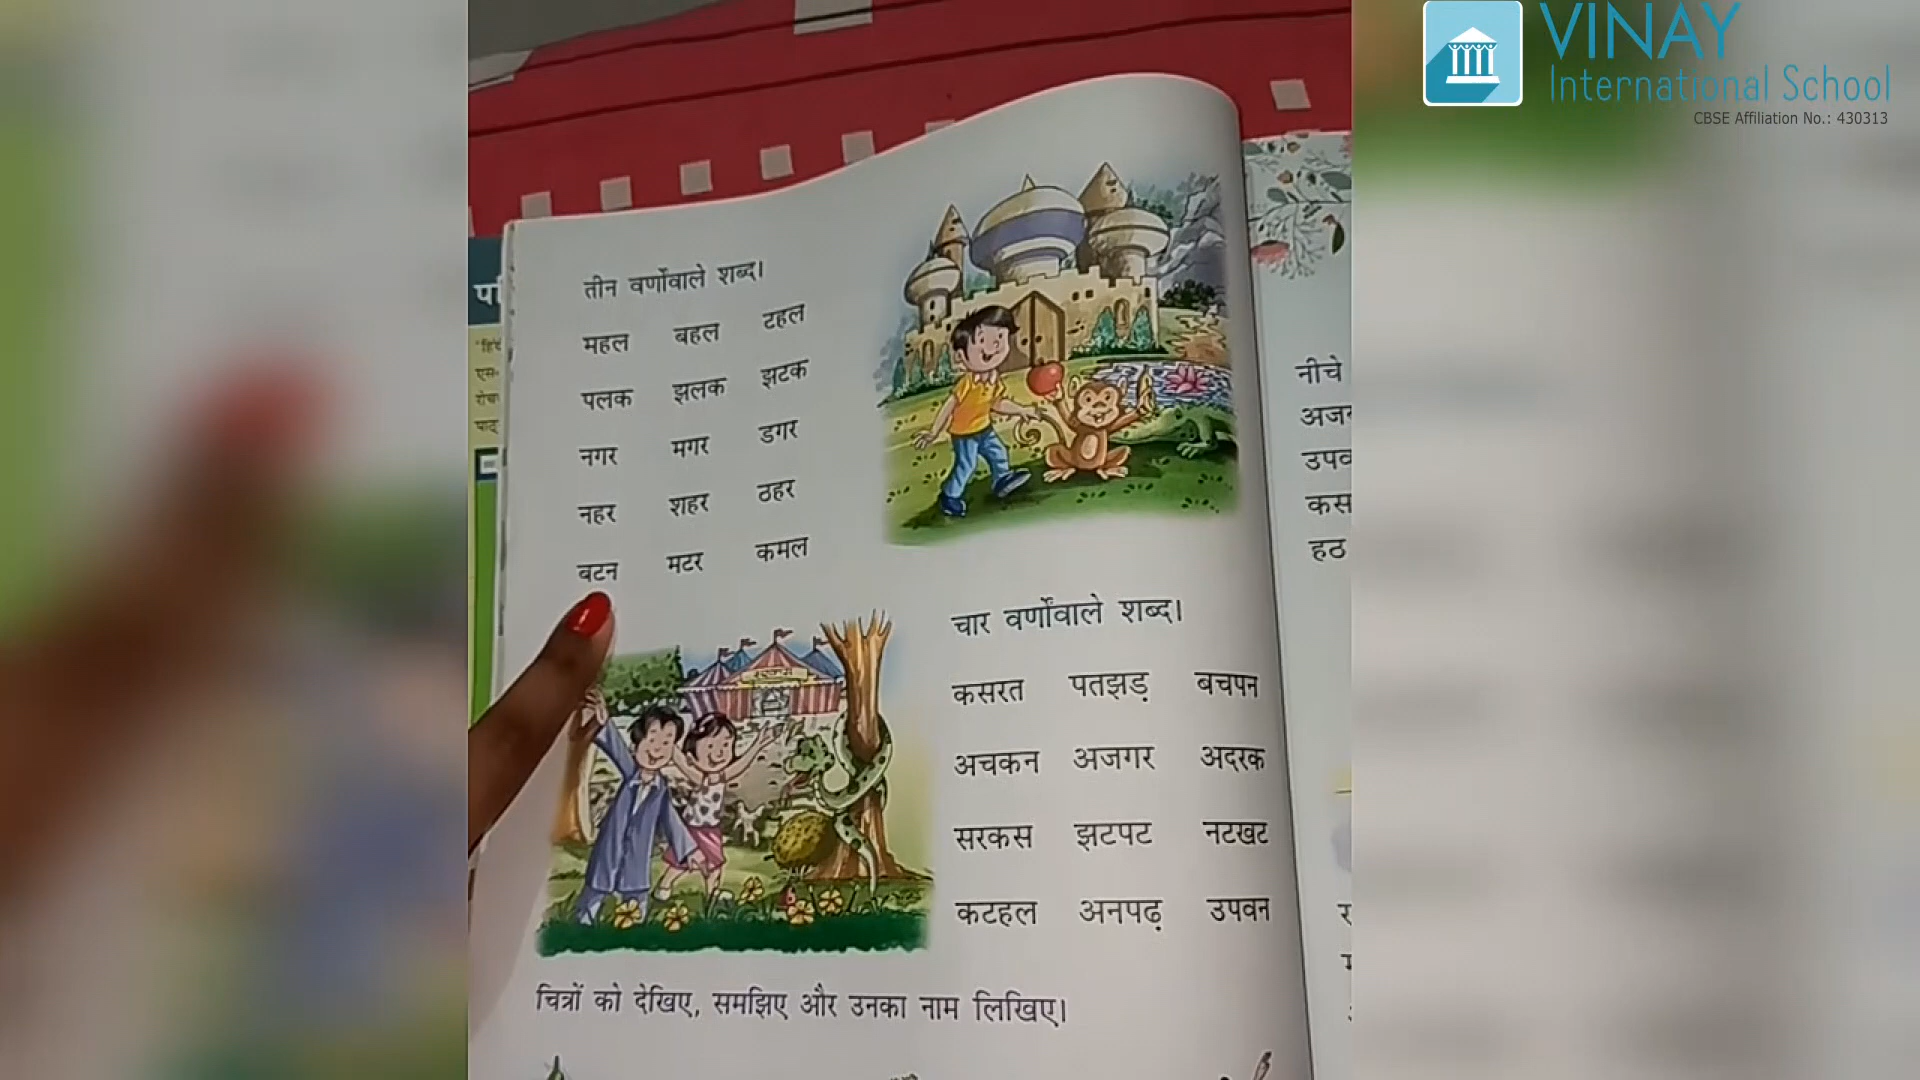 VINAY
International School
CBSE Affiliation No.: 430313
तीन वर्णोंवाले शब्द।
महल बहल टहल
पलक झलक झटक
नगर मगर डगर
नहर शहर ठहर
बटन मटर कमल
चार वर्णोंवाले शब्द।
कसरत पतझड़ बचपन
अचकन अजगर अदरक
सरकस झटपट नटखट
कटहल अनपढ़ उपवन
चित्रों को देखिए, समझिए और उनका नाम लिखिए।
नीचे